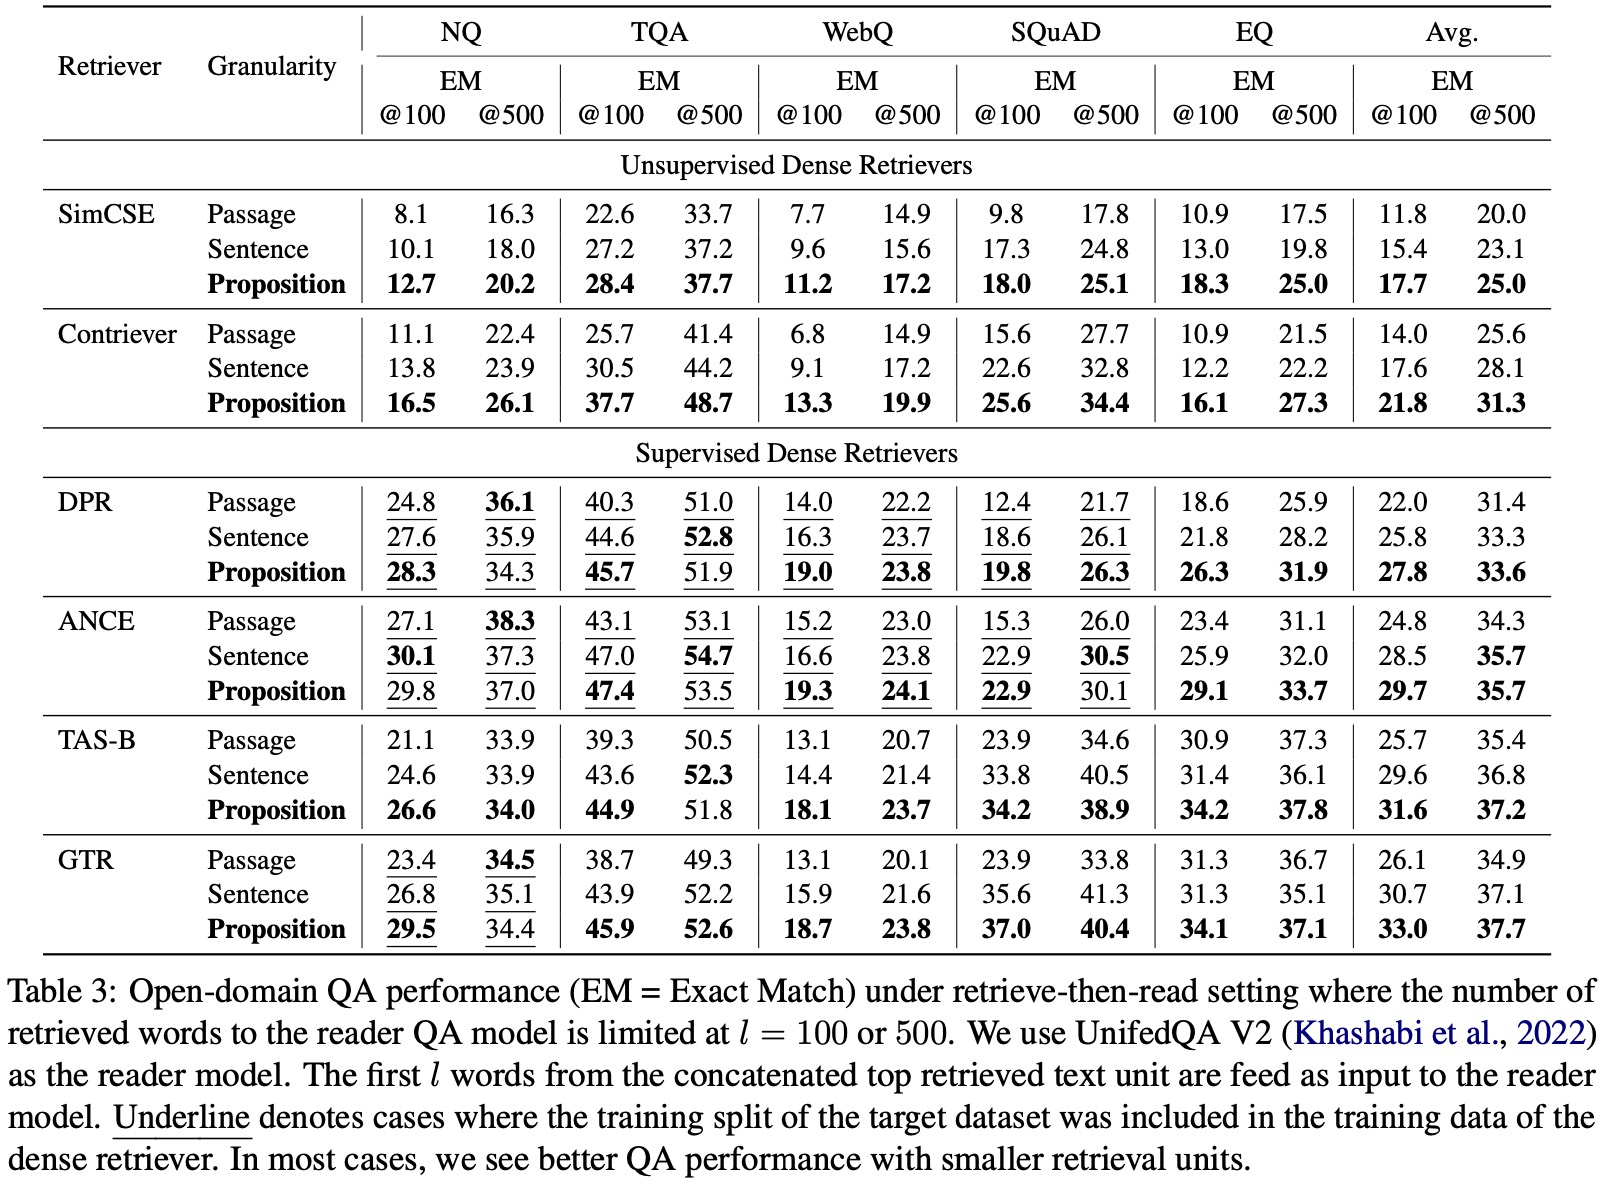 Retriever Granularity NQ TQA WebQ SQuAD EQ Avg.
EM EM EM EM EM EM
@100 @500 @100 @500 @100 @500 @100 @500 @100 @500 @100 @500
Unsupervised Dense Retrievers
SimCSE Passage 8.1 16.3 22.6 33.7 7.7 14.9 9.8 17.8 10.9 17.5 11.8 20.0
Sentence 10.1 18.0 27.2 37.2 9.6 15.6 17.3 24.8 13.0 19.8 15.4 23.1
Proposition 12.7 20.2 28.4 37.7 11.2 17.2 18.0 25.1 18.3 25.0 17.7 25.0
Contriever Passage 11.1 22.4 25.7 41.4 6.8 14.9 15.6 27.7 10.9 21.5 14.0 25.6
Sentence 13.8 23.9 30.5 44.2 9.1 17.2 22.6 32.8 12.2 22.2 17.6 28.1
Proposition 16.5 26.1 37.7 48.7 13.3 19.9 25.6 34.4 16.1 27.3 21.8 31.3
Supervised Dense Retrievers
DPR Passage 24.8 36.1 40.3 51.0 14.0 22.2 12.4 21.7 18.6 25.9 22.0 31.4
Sentence 27.6 35.9 44.6 52.8 16.3 23.7 18.6 26.1 21.8 28.2 25.8 33.3
Proposition 28.3 34.3 45.7 51.9 19.0 23.8 19.8 26.3 26.3 31.9 27.8 33.6
ANCE Passage 27.1 38.3 43.1 53.1 15.2 23.0 15.3 26.0 23.4 31.1 24.8 34.3
Sentence 30.1 37.3 47.0 54.7 16.6 23.8 22.9 30.5 25.9 32.0 28.5 35.7
Proposition 29.8 37.0 47.4 53.5 19.3 24.1 22.9 30.1 29.1 33.7 29.7 35.7
TAS-B Passage 21.1 33.9 39.3 50.5 13.1 20.7 23.9 34.6 30.9 37.3 25.7 35.4
Sentence 24.6 33.9 43.6 52.3 14.4 21.4 33.8 40.5 31.4 36.1 29.6 36.8
Proposition 26.6 34.0 44.9 51.8 18.1 23.7 34.2 38.9 34.2 37.8 31.6 37.2
GTR Passage 23.4 34.5 38.7 49.3 13.1 20.1 23.9 33.8 31.3 36.7 26.1 34.9
Sentence 26.8 35.1 43.9 52.2 15.9 21.6 35.6 41.3 31.3 35.1 30.7 37.1
Proposition 29.5 34.4 45.9 52.6 18.7 23.8 37.0 40.4 34.1 37.1 33.0 37.7
Table 3: Open-domain QA performance (EM = Exact Match) under retrieve-then-read setting where the number of
retrieved words to the reader QA model is limited at l = 100 or 500. We use UnifedQA V2 (Khashabi et al., 2022)
as the reader model. The first l words from the concatenated top retrieved text unit are feed as input to the reader
model. Underline denotes cases where the training split of the target dataset was included in the training data of the
dense retriever. In most cases, we see better QA performance with smaller retrieval units.